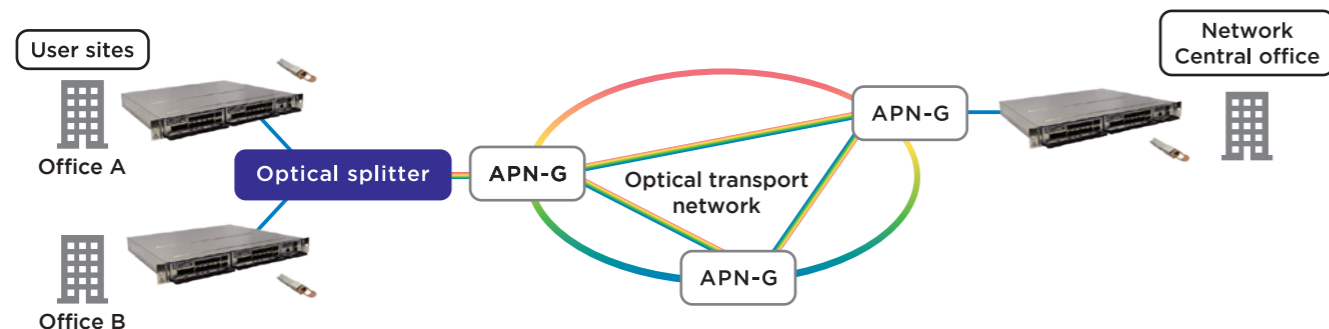 User sites
Office A
Office B
Optical splitter
APN-G
Optical transport
network
APN-G
APN-G
Network
Central office